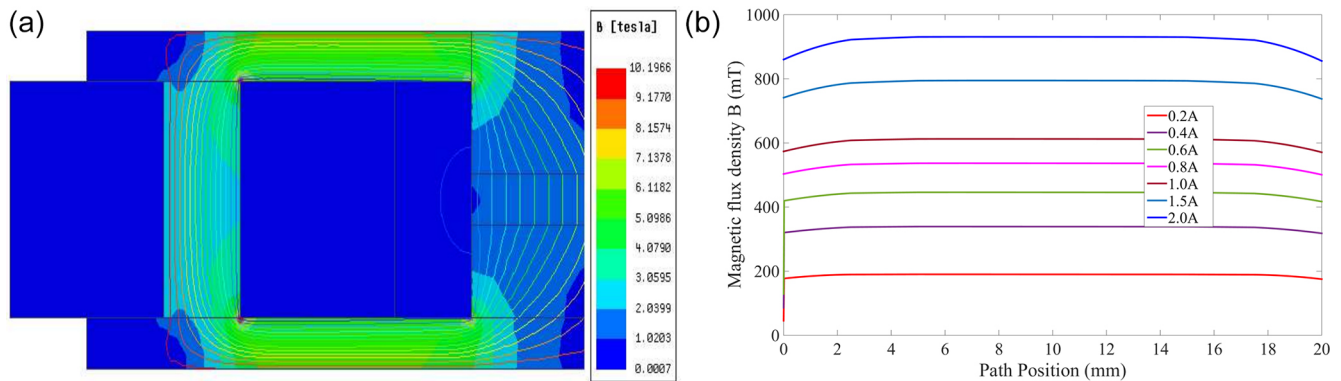 (a)
B [tesla]
10.1966
9.1770
8.1574
7.1378
6.1182
5.0986
4.0790
3.0595
2.0399
1.0203
0.0007
(b)
1000
800
600
400
200
0
Magnetic flux density B (mT)
0.2A
0.4A
0.6A
0.8A
1.0A
1.5A
2.0A
0 2 4 6 8 10 12 14 16 18 20
Path Position (mm)